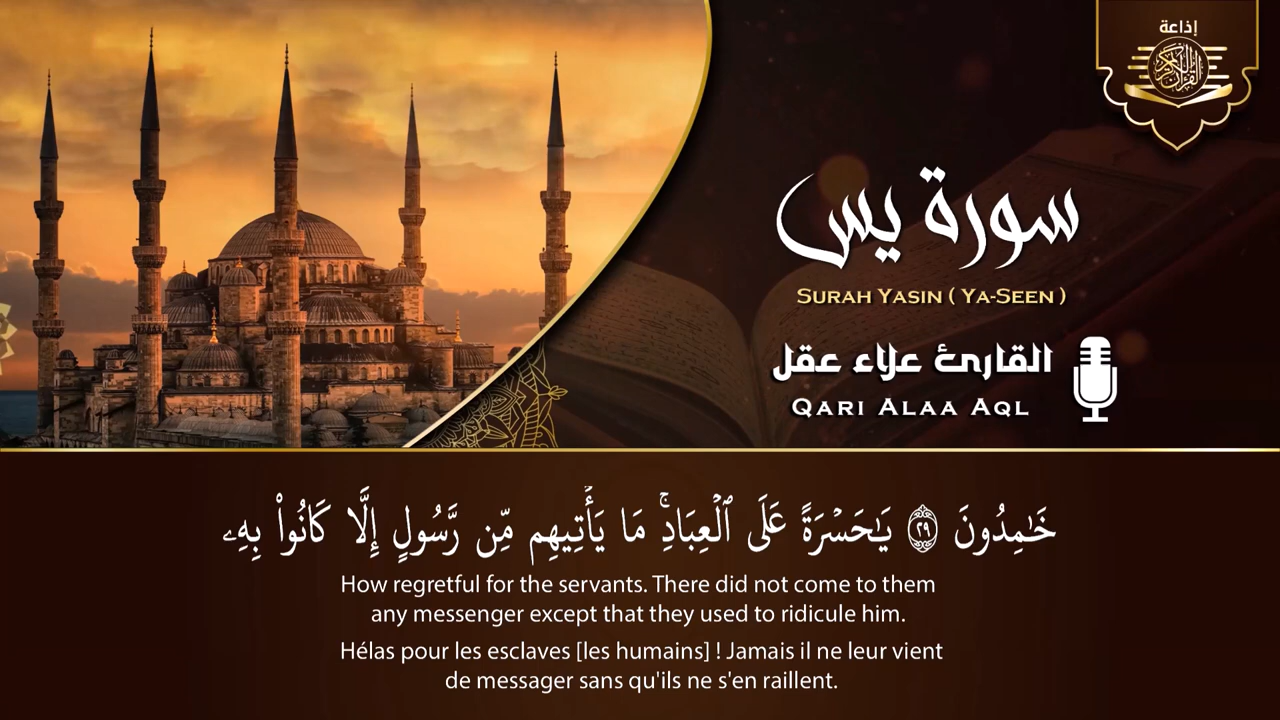 إذاعة
القرآن الكريم
سورة يس
SURAH YASIN ( YA-SEEN )
القارئ علاء عقل
QARI ALAA AQL
خَـٰمِدُونَ ٢٩ يَـٰحَسْرَةً عَلَى ٱلْعِبَادِ ۚ مَا يَأْتِيهِم مِّن رَّسُولٍ إِلَّا كَانُوا۟ بِهِۦ
How regretful for the servants. There did not come to them
any messenger except that they used to ridicule him.
Hélas pour les esclaves [les humains] ! Jamais il ne leur vient
de messager sans qu'ils ne s'en raillent.